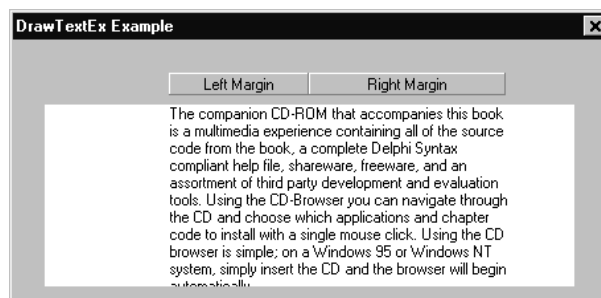 DrawTextEx Example
Left Margin Right Margin
The companion CD-ROM that accompanies this book
is a multimedia experience containing all of the source
code from the book, a complete Delphi Syntax
compliant help file, shareware, freeware, and an
assortment of third party development and evaluation
tools. Using the CD-Browser you can navigate through
the CD and choose which applications and chapter
code to install with a single mouse click. Using the CD
browser is simple; on a Windows 95 or Windows NT
system, simply insert the CD and the browser will begin
automatically